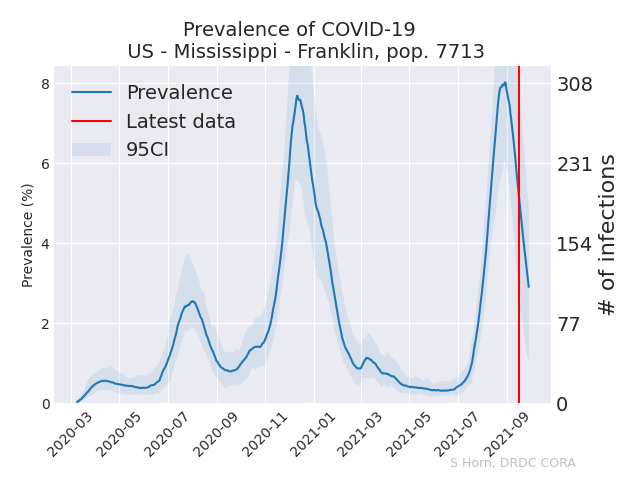 Prevalence of COVID-19
US - Mississippi - Franklin, pop. 7713
Prevalence
Latest data
95CI
Prevalence (%)
8
6
4
2
0
308
231
154
77
0
# of infections
2020-03
2020-05
2020-07
2020-09
2020-11
2021-01
2021-03
2021-05
2021-07
2021-09
S Horn, DRDC CORA